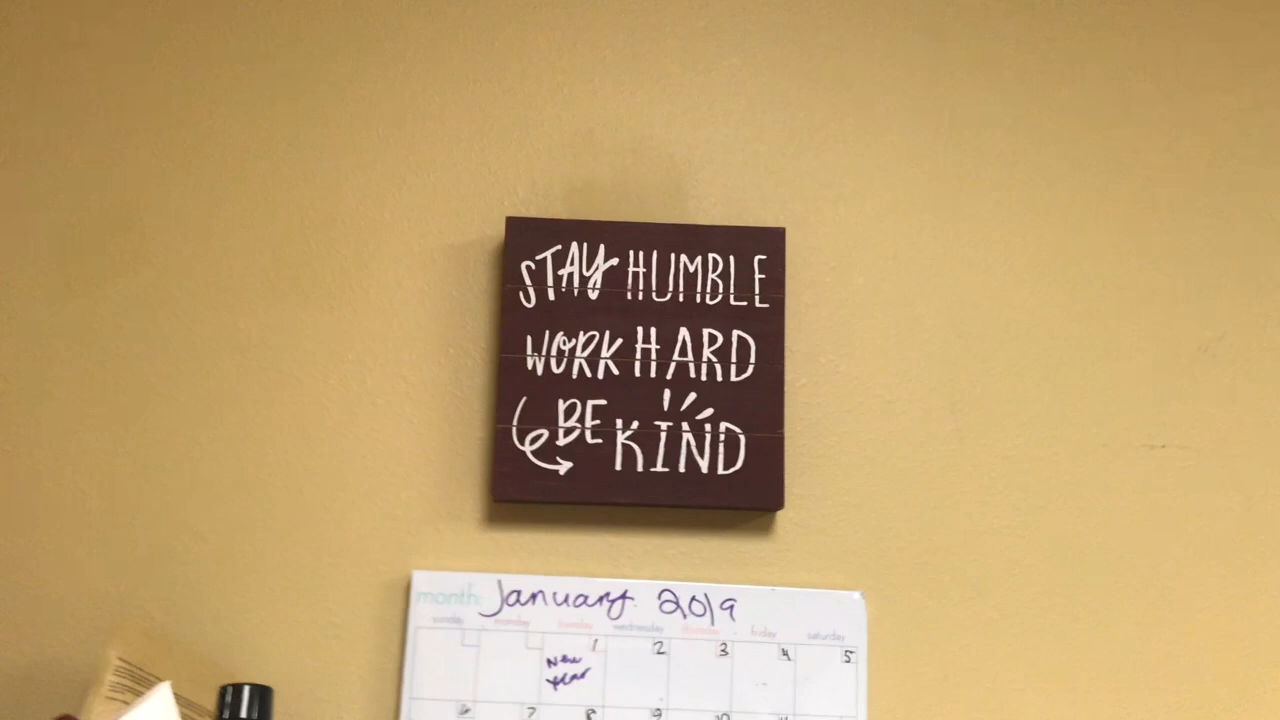 STAY HUMBLE
WORK HARD
BE KIND
month: January 2019
sunday monday tuesday wednesday thursday friday saturday
1 2 3 4 5
New
Year
6 7 8 9 10